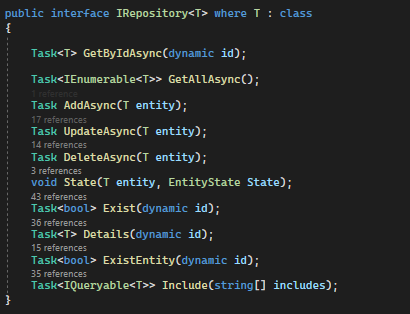 public interface IRepository<T> where T : class
{
Task<T> GetByIdAsync(dynamic id);
Task<IEnumerable<T>> GetAllAsync();
1 reference
Task AddAsync(T entity);
17 references
Task UpdateAsync(T entity);
14 references
Task DeleteAsync(T entity);
3 references
void State(T entity, EntityState State);
43 references
Task<bool> Exist(dynamic id);
36 references
Task<T> Details(dynamic id);
15 references
Task<bool> ExistEntity(dynamic id);
35 references
Task<IQueryable<T>> Include(string[] includes);
}